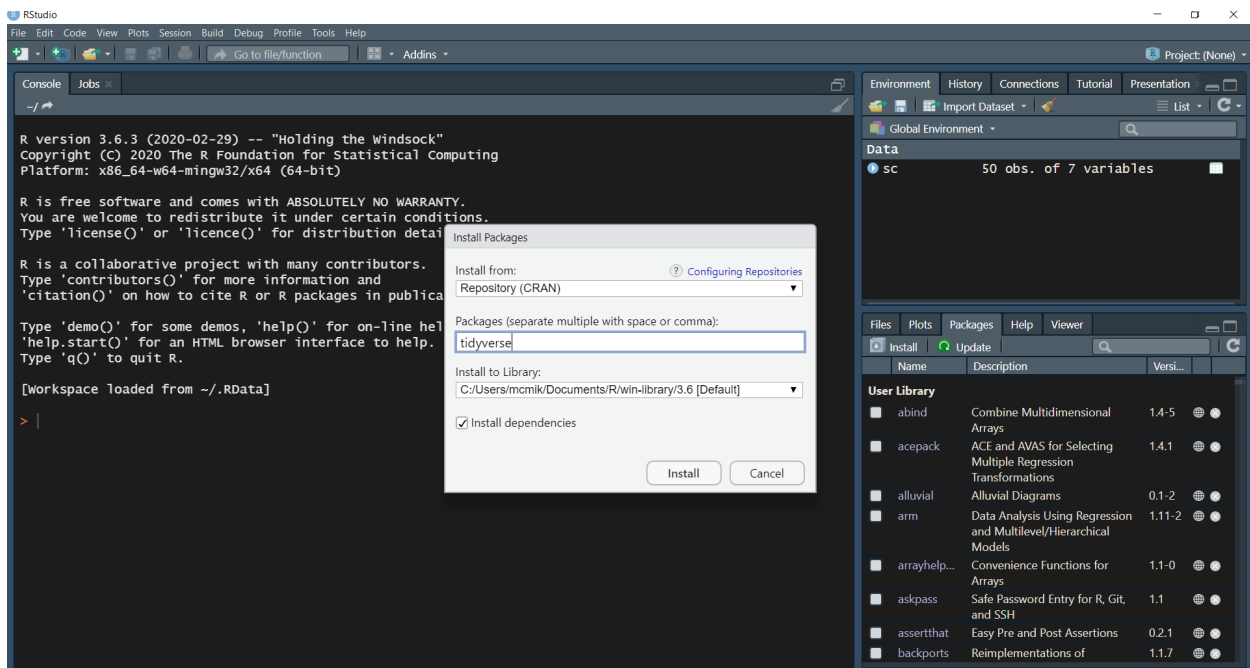 RStudio
File Edit Code View Plots Session Build Debug Profile Tools Help
Go to file/function Addins Project: (None)
Console Jobs
~/
R version 3.6.3 (2020-02-29) -- "Holding the Windsock"
Copyright (C) 2020 The R Foundation for Statistical Computing
Platform: x86_64-w64-mingw32/x64 (64-bit)
R is free software and comes with ABSOLUTELY NO WARRANTY.
You are welcome to redistribute it under certain conditions.
Type 'license()' or 'licence()' for distribution detai
R is a collaborative project with many contributors.
Type 'contributors()' for more information and
'citation()' on how to cite R or R packages in publica
Type 'demo()' for some demos, 'help()' for on-line hel
'help.start()' for an HTML browser interface to help.
Type 'q()' to quit R.
[Workspace loaded from ~/.RData]
>
Install Packages
Install from:
? Configuring Repositories
Repository (CRAN)
Packages (separate multiple with space or comma):
tidyverse
Install to Library:
C:/Users/mcmik/Documents/R/win-library/3.6 [Default]
Install dependencies
Install Cancel
Environment History Connections Tutorial Presentation
Import Dataset List
Global Environment
Data
sc 50 obs. of 7 variables
Files Plots Packages Help Viewer
Install Update
Name Description Versi...
User Library
abind Combine Multidimensional 1.4-5
Arrays
acepack ACE and AVAS for Selecting 1.4.1
Multiple Regression
Transformations
alluvial Alluvial Diagrams 0.1-2
arm Data Analysis Using Regression 1.11-2
and Multilevel/Hierarchical
Models
arrayhelp... Convenience Functions for 1.1-0
Arrays
askpass Safe Password Entry for R, Git, 1.1
and SSH
assertthat Easy Pre and Post Assertions 0.2.1
backports Reimplementations of 1.1.7